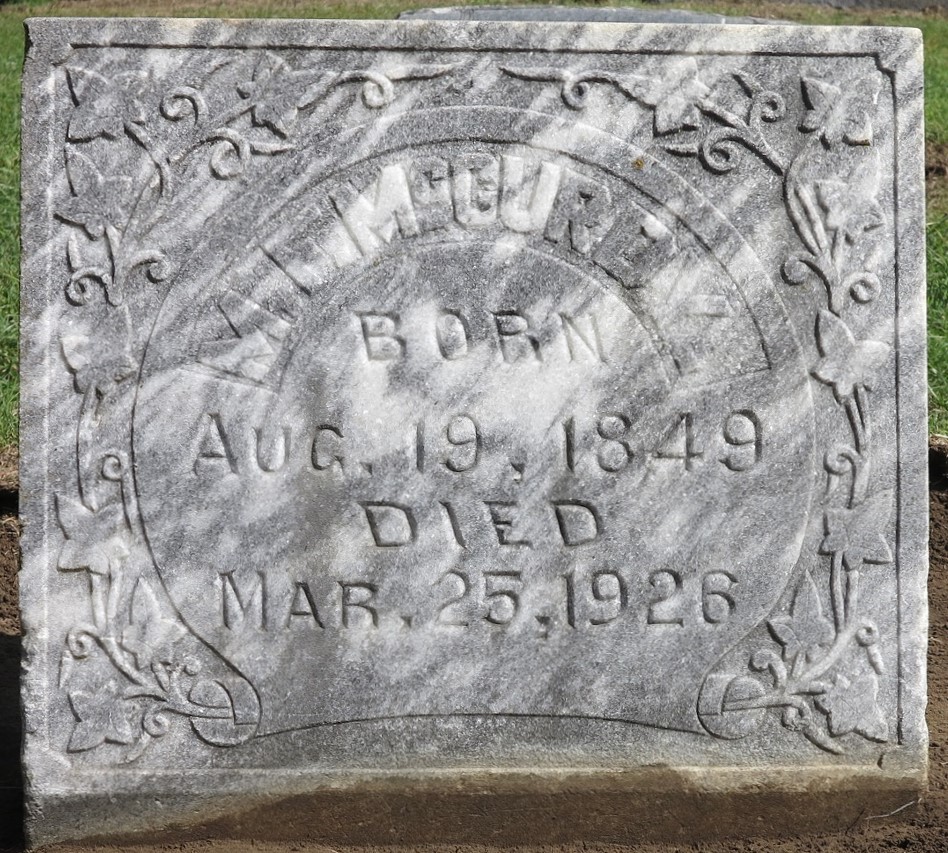 BORN
AUG. 19, 1849
DIED
MAR. 25, 1926